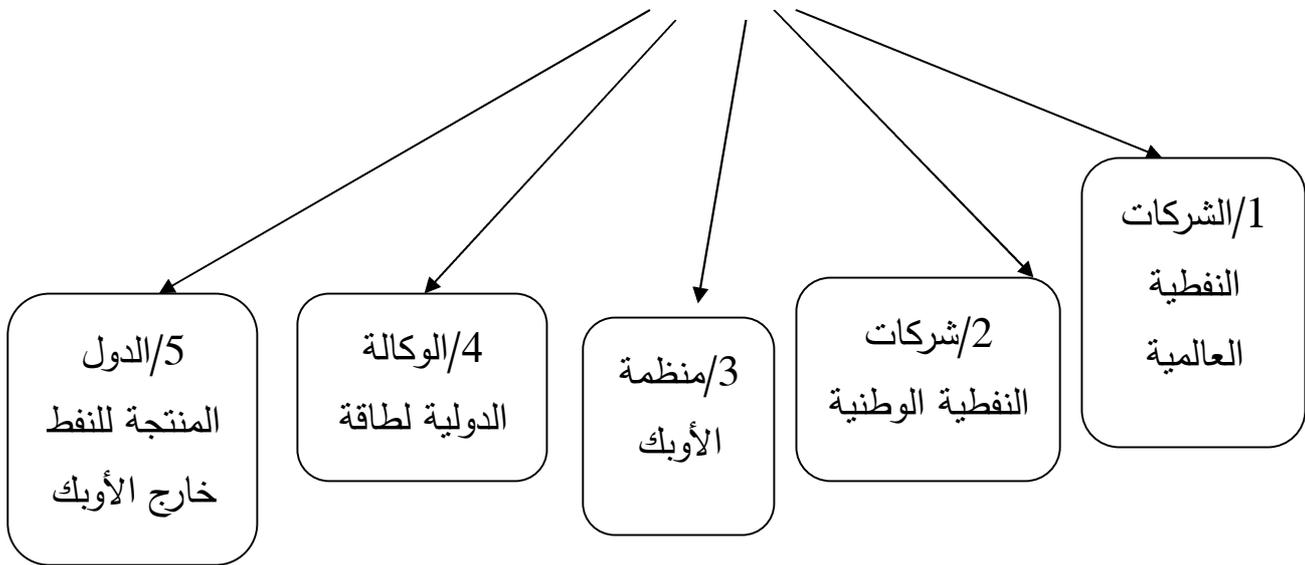 1/الشركات
النفطية
العالمية
2/شركات
النفطية الوطنية
3/منظمة
الأوبك
4/الوكالة
الدولية لطاقة
5/الدول
المنتجة للنفط
خارج الأوبك